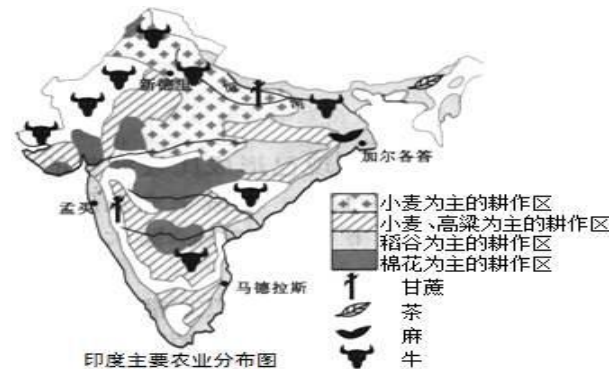 新德里
恒
河
加尔各答
孟买
马德拉斯
小麦为主的耕作区
小麦、高粱为主的耕作区
稻谷为主的耕作区
棉花为主的耕作区
甘蔗
茶
麻
牛
印度主要农业分布图